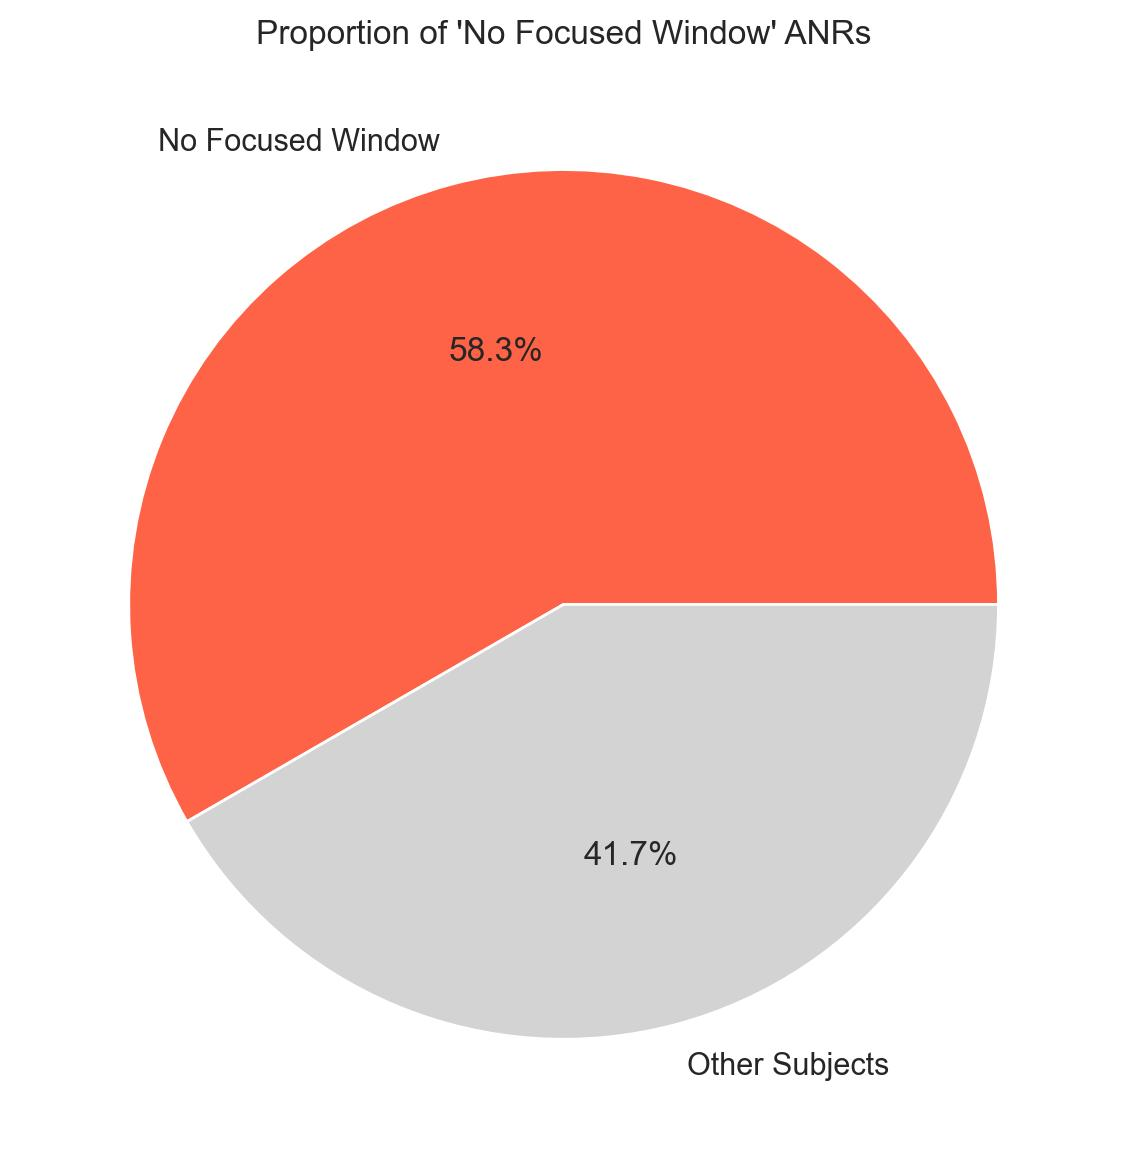 Proportion of 'No Focused Window' ANRs
No Focused Window
58.3%
41.7%
Other Subjects